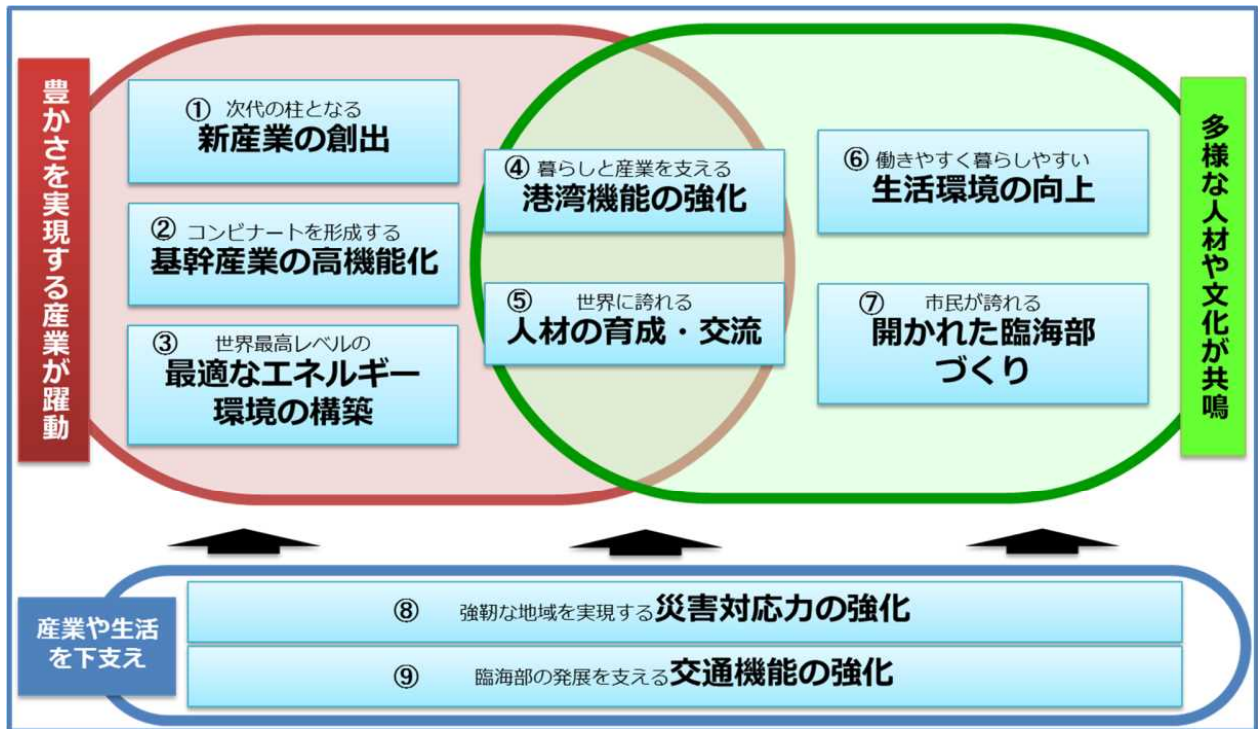 豊かさを実現する産業が躍動
① 次代の柱となる
新産業の創出
② コンビナートを形成する
基幹産業の高機能化
③ 世界最高レベルの
最適なエネルギー
環境の構築
④ 暮らしと産業を支える
港湾機能の強化
⑤ 世界に誇れる
人材の育成・交流
⑥ 働きやすく暮らしやすい
生活環境の向上
⑦ 市民が誇れる
開かれた臨海部
づくり
多様な人材や文化が共鳴
産業や生活
を下支え
⑧ 強靭な地域を実現する災害対応力の強化
⑨ 臨海部の発展を支える交通機能の強化